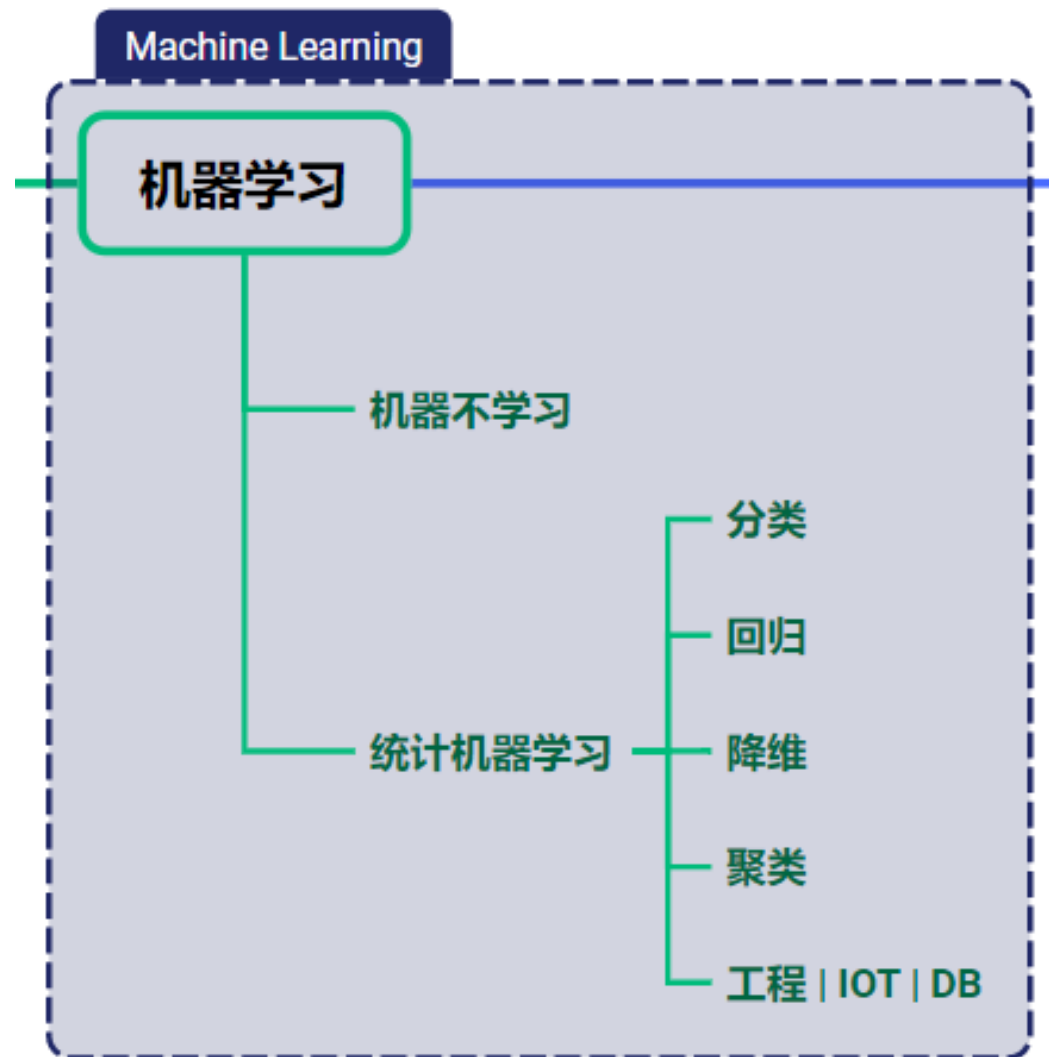 Machine Learning
机器学习
机器不学习
分类
回归
统计机器学习
降维
聚类
工程 | IOT | DB